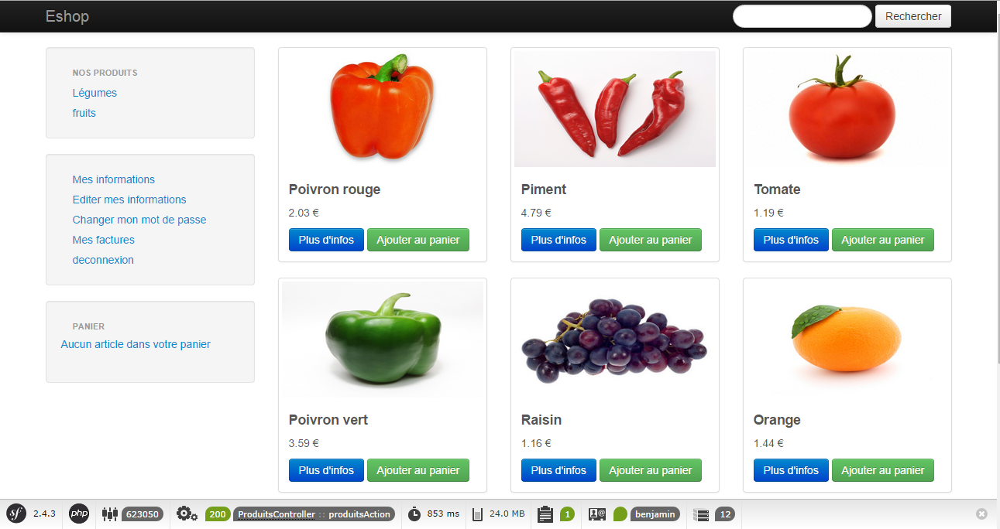 Eshop
Rechercher
NOS PRODUITS
Légumes
fruits
Mes informations
Editer mes informations
Changer mon mot de passe
Mes factures
deconnexion
PANIER
Aucun article dans votre panier
Poivron rouge
2.03 €
Plus d'infos Ajouter au panier
Piment
4.79 €
Plus d'infos Ajouter au panier
Tomate
1.19 €
Plus d'infos Ajouter au panier
Poivron vert
3.59 €
Plus d'infos Ajouter au panier
Raisin
1.16 €
Plus d'infos Ajouter au panier
Orange
1.44 €
Plus d'infos Ajouter au panier
sf 2.4.3 php 623050 200 ProduitsController :: produitsAction 853 ms 24.0 MB 1 benjamin 12